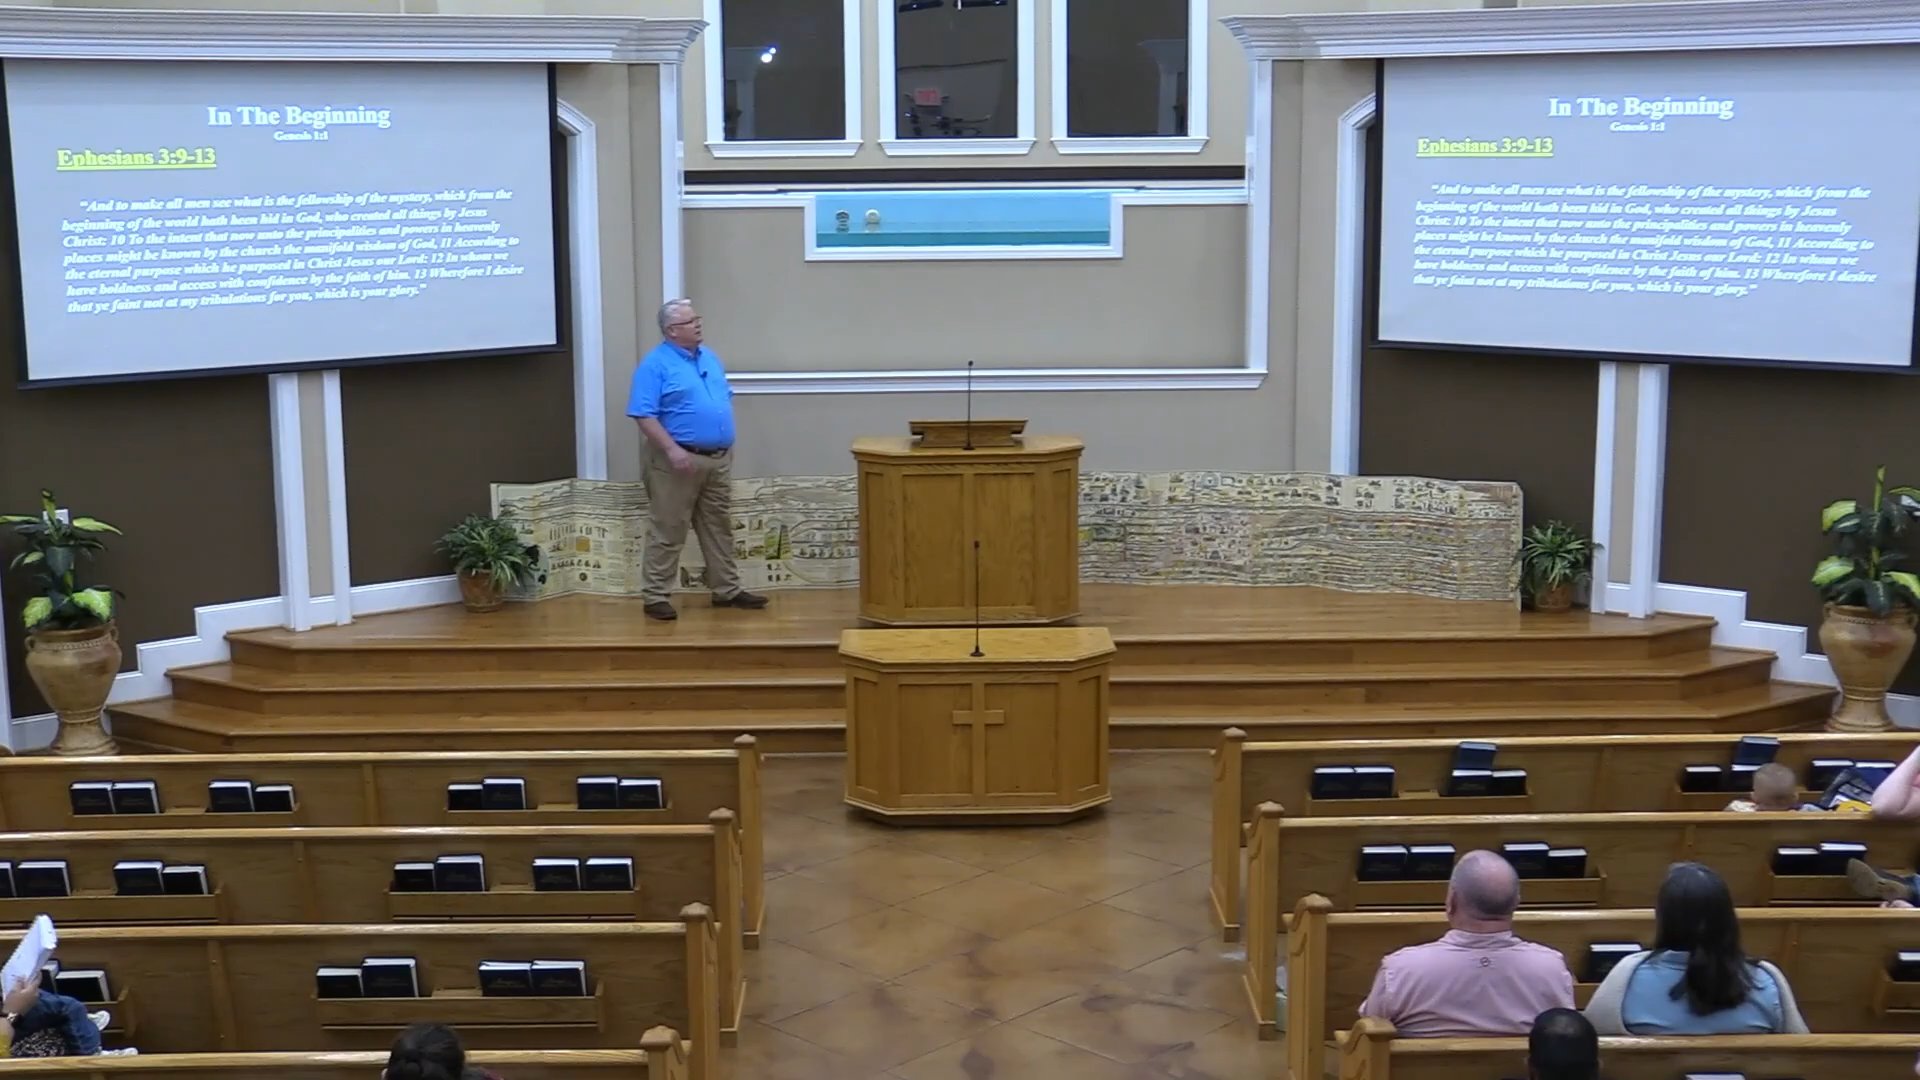 In The Beginning
Genesis 1:1
Ephesians 3:9-13
"And to make all men see what is the fellowship of the mystery, which from the
beginning of the world hath been hid in God, who created all things by Jesus
Christ: 10 To the intent that now unto the principalities and powers in heavenly
places might be known by the church the manifold wisdom of God, 11 According to
the eternal purpose which he purposed in Christ Jesus our Lord: 12 In whom we
have boldness and access with confidence by the faith of him. 13 Wherefore I desire
that ye faint not at my tribulations for you, which is your glory."
In The Beginning
Genesis 1:1
Ephesians 3:9-13
"And to make all men see what is the fellowship of the mystery, which from the
beginning of the world hath been hid in God, who created all things by Jesus
Christ: 10 To the intent that now unto the principalities and powers in heavenly
places might be known by the church the manifold wisdom of God, 11 According to
the eternal purpose which he purposed in Christ Jesus our Lord: 12 In whom we
have boldness and access with confidence by the faith of him. 13 Wherefore I desire
that ye faint not at my tribulations for you, which is your glory."